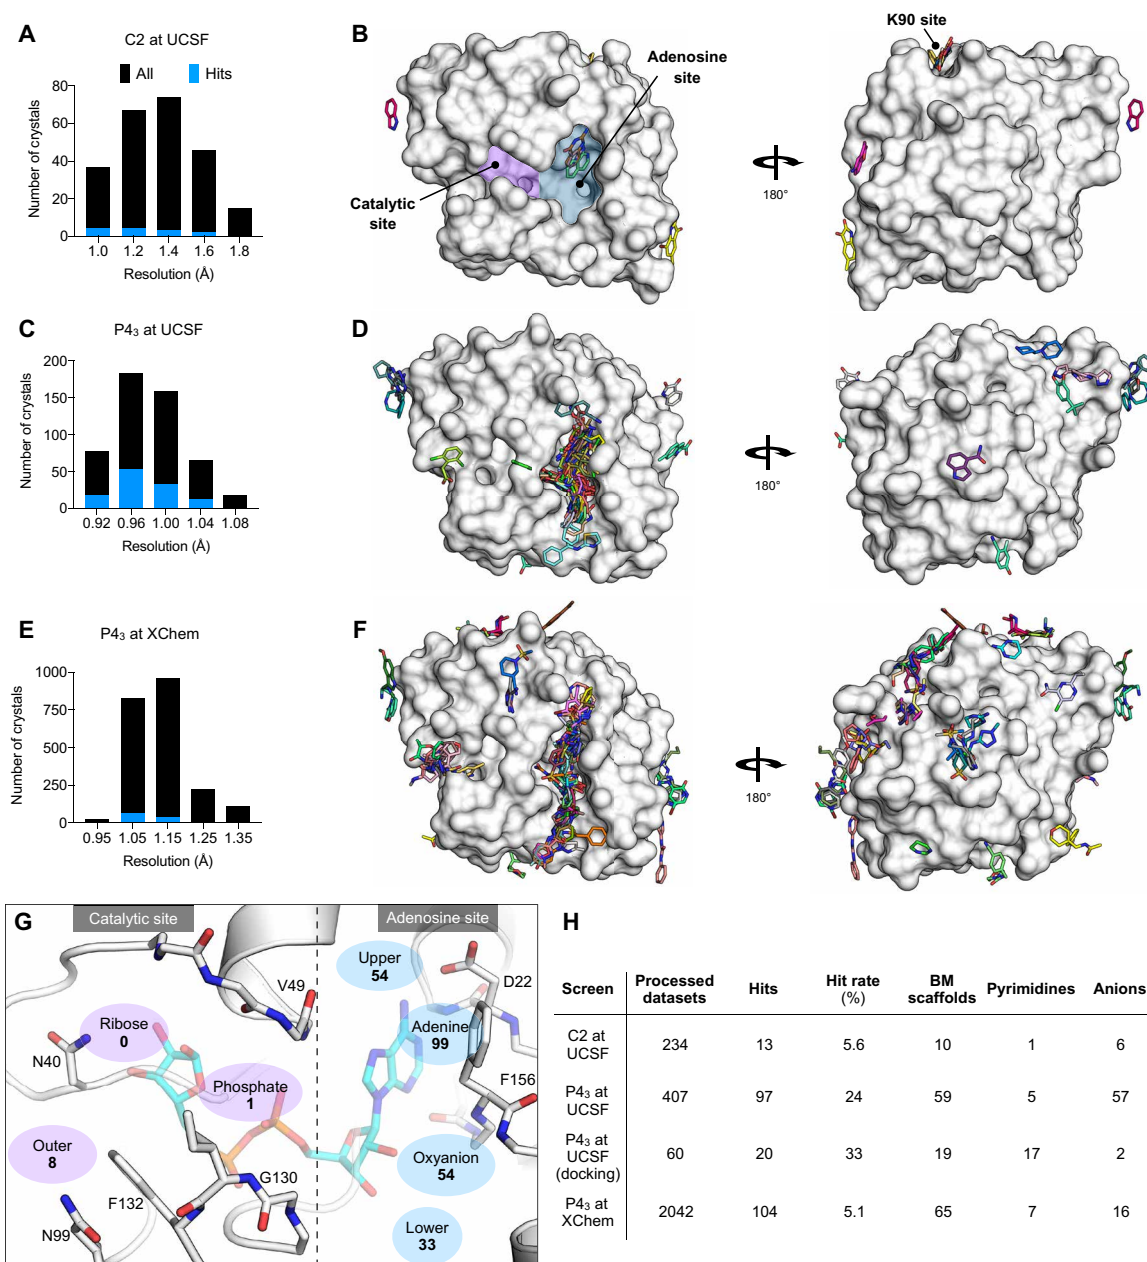 A
C2 at UCSF
All
Hits
Number of crystals
80
60
40
20
0
1.0 1.2 1.4 1.6 1.8
Resolution (Å)
B
Adenosine
site
Catalytic
site
180°
K90 site
C
P4₃ at UCSF
Number of crystals
200
150
100
50
0
0.92 0.96 1.00 1.04 1.08
Resolution (Å)
D
180°
E
P4₃ at XChem
Number of crystals
1000
750
500
250
0
0.95 1.05 1.15 1.25 1.35
Resolution (Å)
F
180°
G
Catalytic site
Adenosine site
Upper
54
D22
V49
Ribose
0
Adenine
99
N40
F156
Phosphate
1
Outer
8
Oxyanion
54
G130
F132
N99
Lower
33
H
Screen Processed datasets Hits Hit rate (%) BM scaffolds Pyrimidines Anions
C2 at UCSF 234 13 5.6 10 1 6
P4₃ at UCSF 407 97 24 59 5 57
P4₃ at UCSF (docking) 60 20 33 19 17 2
P4₃ at XChem 2042 104 5.1 65 7 16